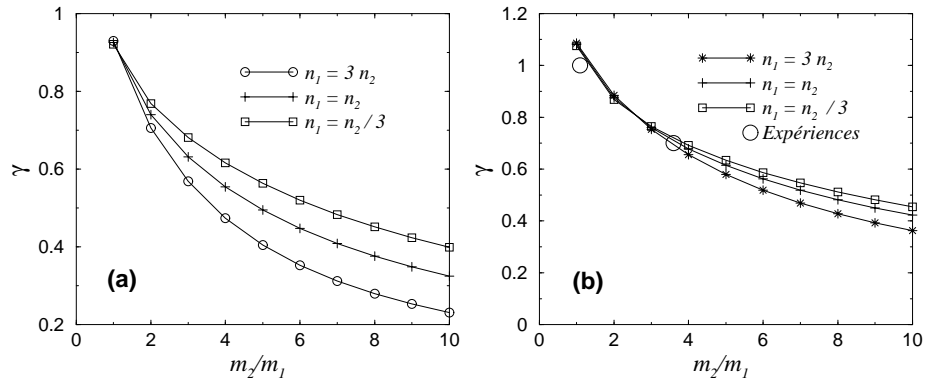 1
0.8
0.6
0.4
0.2
γ
0 2 4 6 8 10
m₂/m₁
n₁ = 3 n₂
n₁ = n₂
n₁ = n₂ / 3
(a)
1.2
1
0.8
0.6
0.4
0.2
0
γ
0 2 4 6 8 10
m₂/m₁
n₁ = 3 n₂
n₁ = n₂
n₁ = n₂ / 3
Expériences
(b)